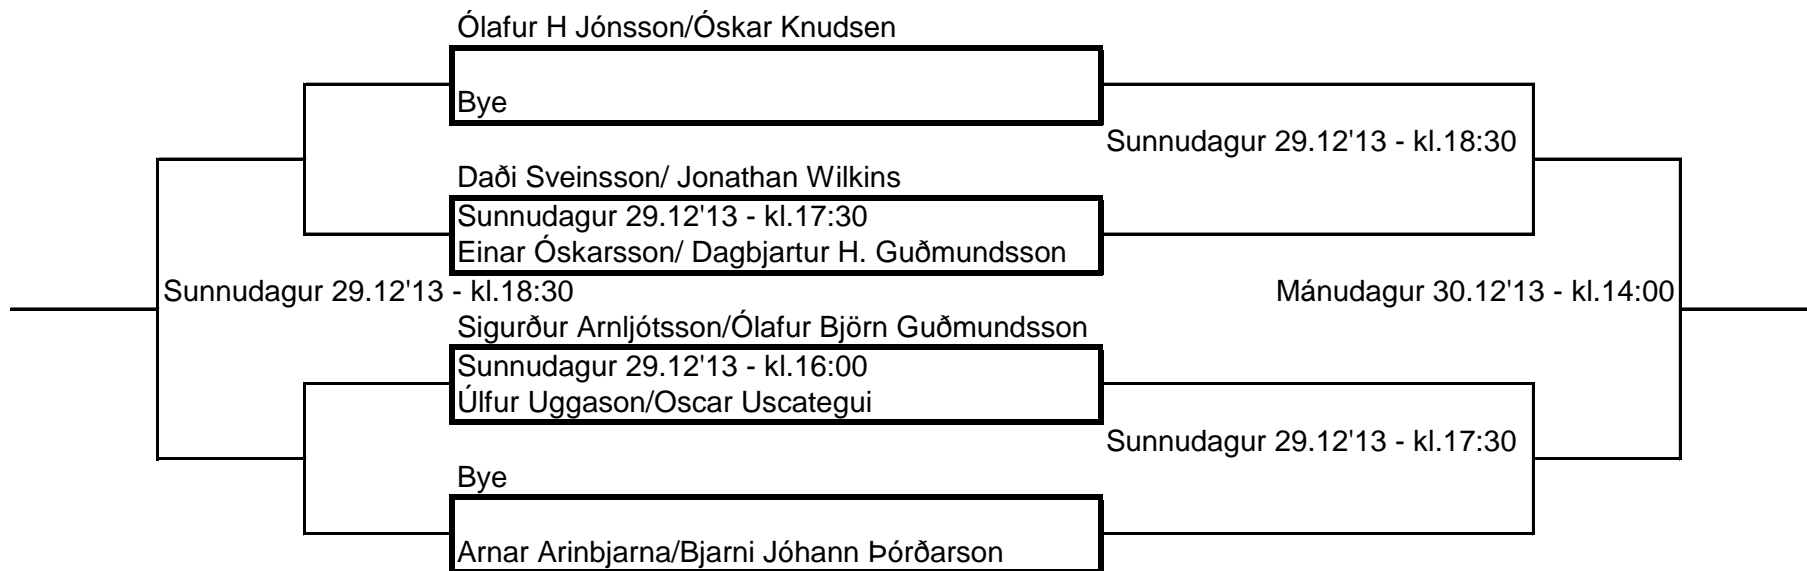 Ólafur H Jónsson/Óskar Knudsen
Bye
Sunnudagur 29.12'13 - kl.18:30
Daði Sveinsson/ Jonathan Wilkins
Sunnudagur 29.12'13 - kl.17:30
Einar Óskarsson/ Dagbjartur H. Guðmundsson
Sunnudagur 29.12'13 - kl.18:30
Mánudagur 30.12'13 - kl.14:00
Sigurður Arnljótsson/Ólafur Björn Guðmundsson
Sunnudagur 29.12'13 - kl.16:00
Úlfur Uggason/Oscar Uscategui
Sunnudagur 29.12'13 - kl.17:30
Bye
Arnar Arinbjarna/Bjarni Jóhann Þórðarson